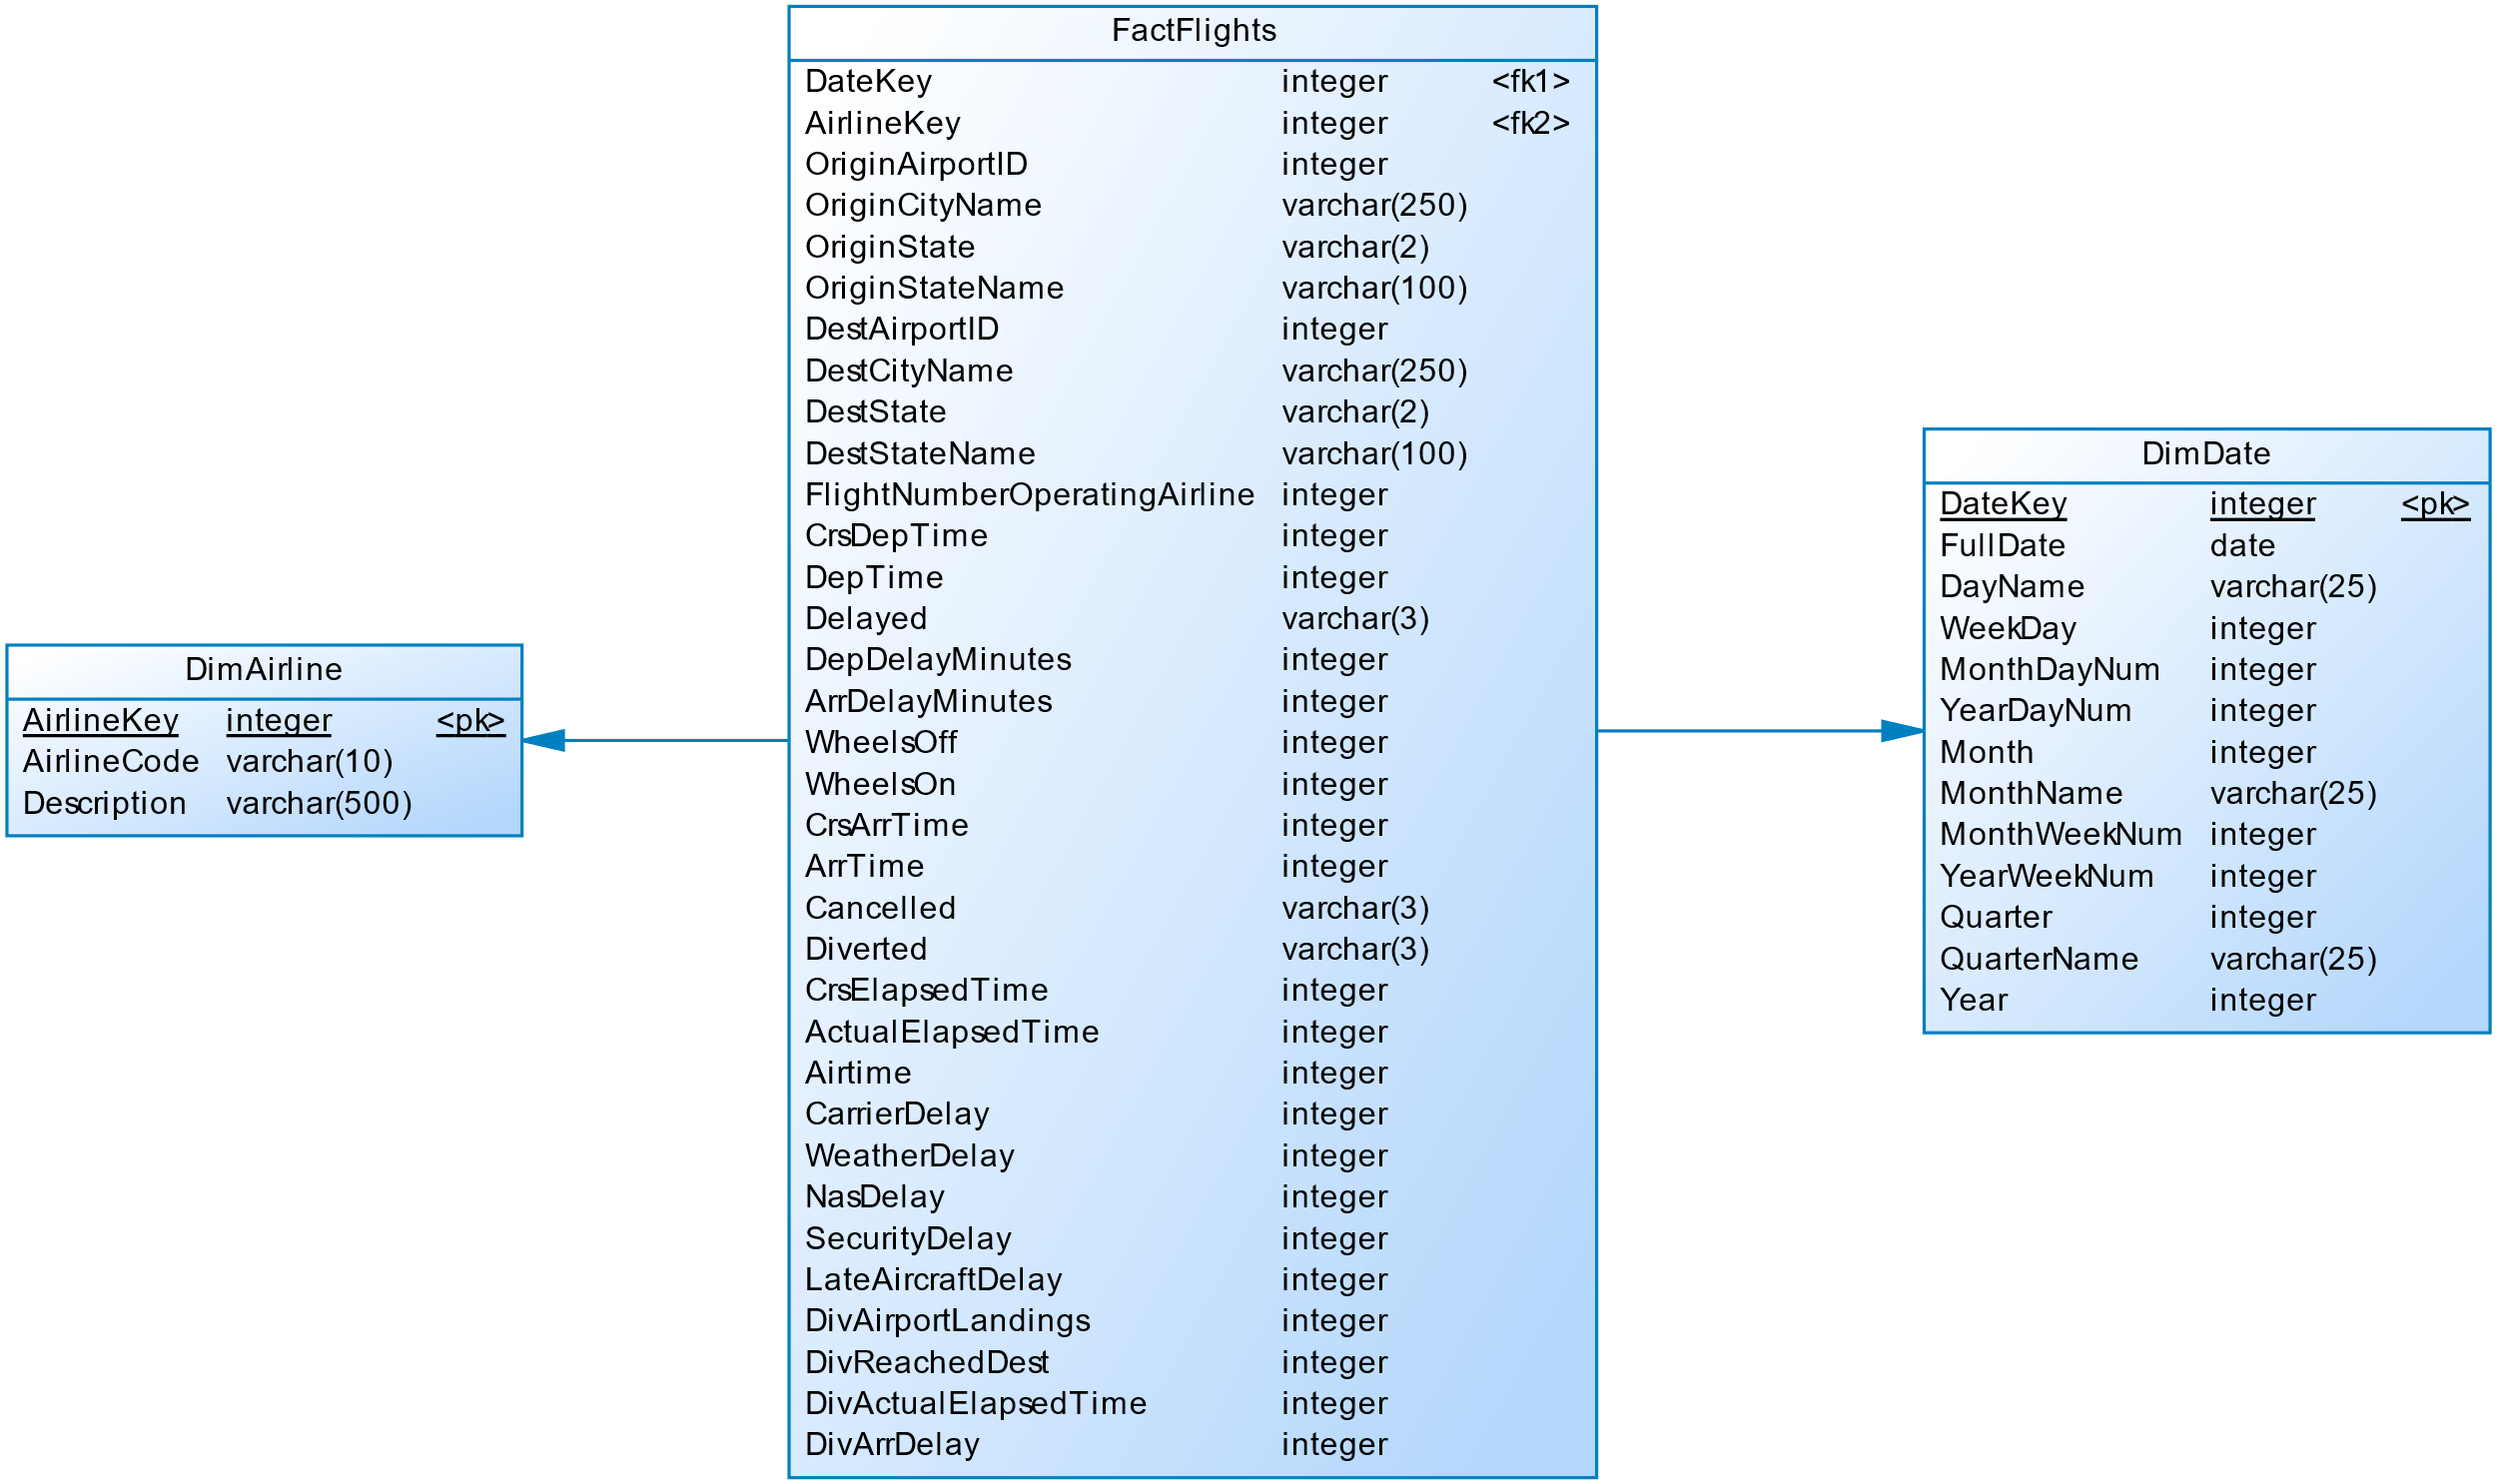 FactFlights
DateKey integer <fk1>
AirlineKey integer <fk2>
OriginAirportID integer
OriginCityName varchar(250)
OriginState varchar(2)
OriginStateName varchar(100)
DestAirportID integer
DestCityName varchar(250)
DestState varchar(2)
DestStateName varchar(100)
FlightNumberOperatingAirline integer
CrsDepTime integer
DepTime integer
Delayed varchar(3)
DepDelayMinutes integer
ArrDelayMinutes integer
WheelsOff integer
WheelsOn integer
CrsArrTime integer
ArrTime integer
Cancelled varchar(3)
Diverted varchar(3)
CrsElapsedTime integer
ActualElapsedTime integer
Airtime integer
CarrierDelay integer
WeatherDelay integer
NasDelay integer
SecurityDelay integer
LateAircraftDelay integer
DivAirportLandings integer
DivReachedDest integer
DivActualElapsedTime integer
DivArrDelay integer
DimAirline
AirlineKey integer <pk>
AirlineCode varchar(10)
Description varchar(500)
DimDate
DateKey integer <pk>
FullDate date
DayName varchar(25)
WeekDay integer
MonthDayNum integer
YearDayNum integer
Month integer
MonthName varchar(25)
MonthWeekNum integer
YearWeekNum integer
Quarter integer
QuarterName varchar(25)
Year integer